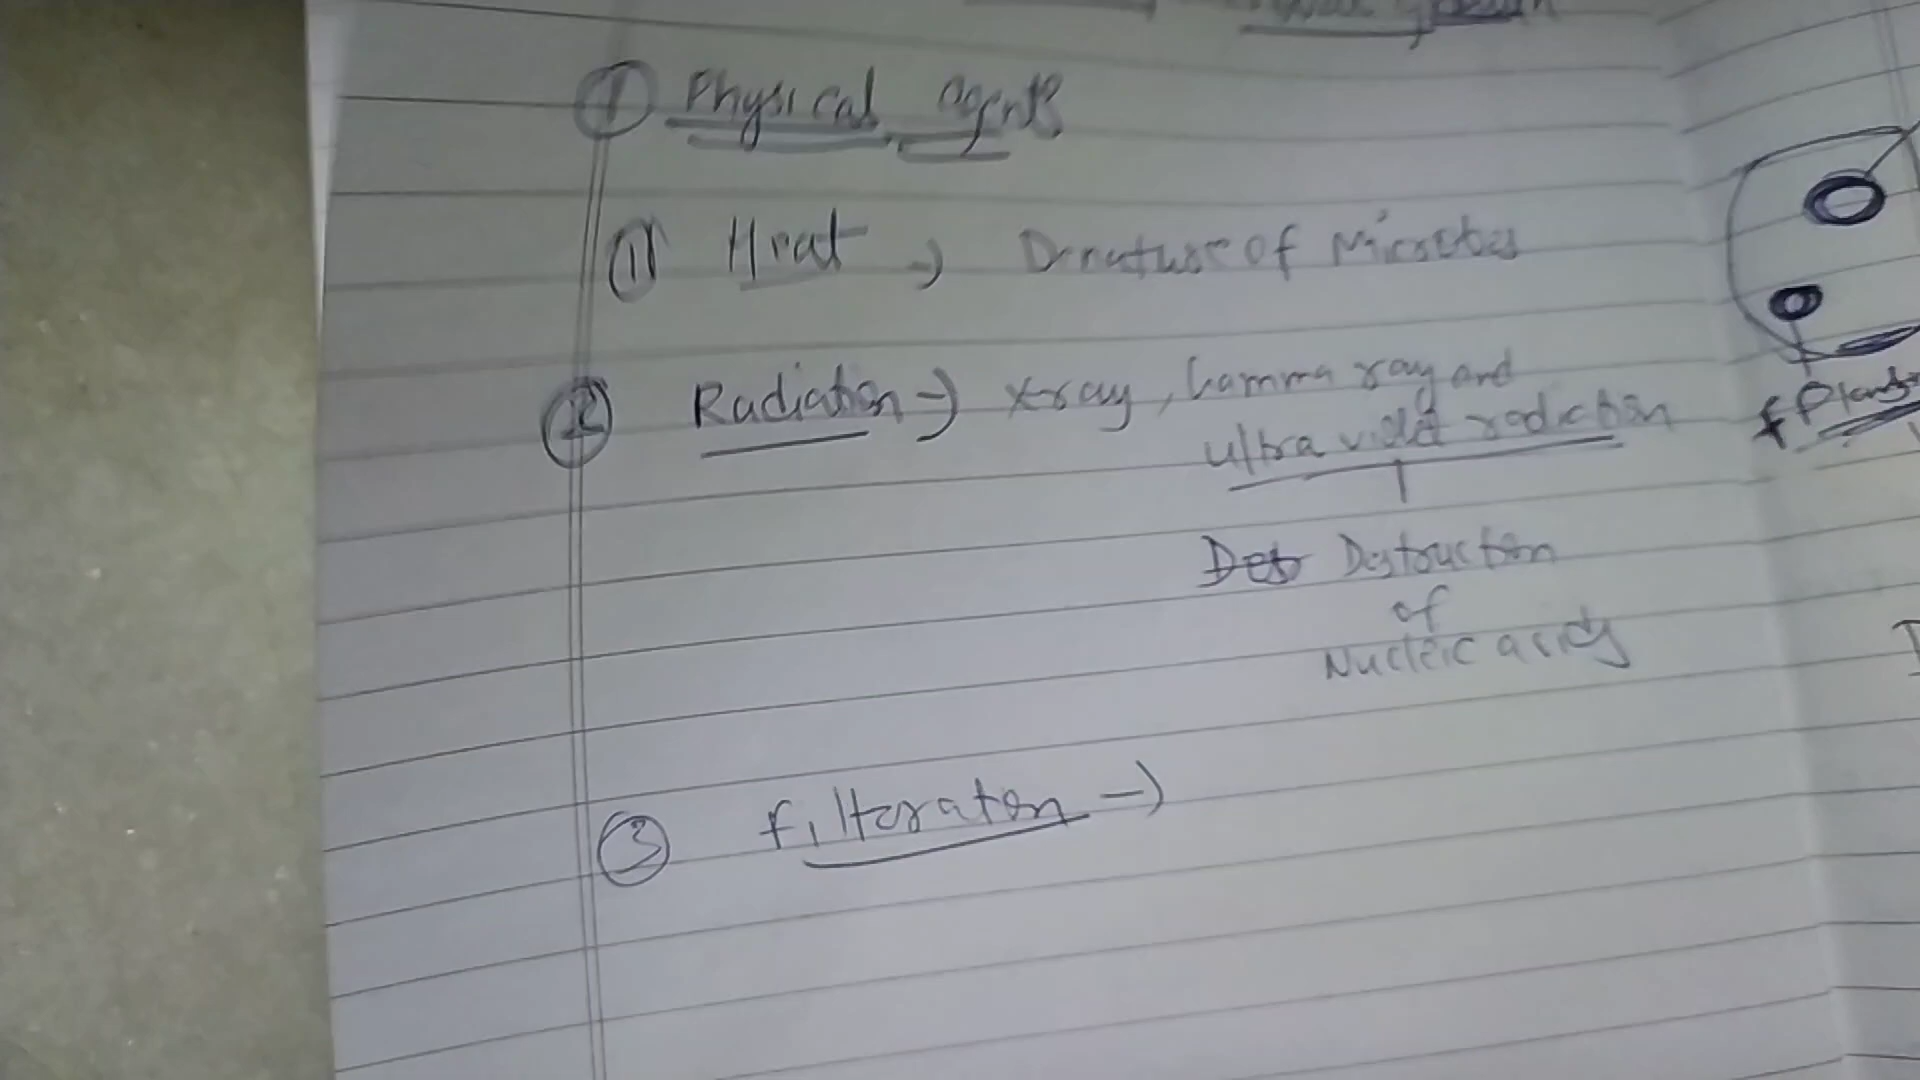 ① Physical agents
① Heat → Denature of Microbes
② Radiation → X-ray, Gamma ray and
ultra violet radiation
Det Destruction
of
Nucleic acids
③ filteration →